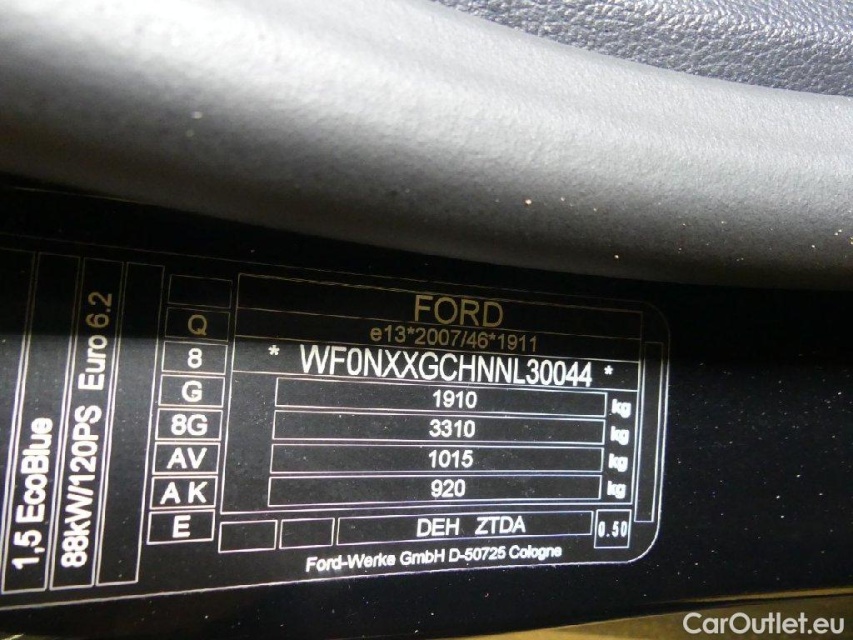 FORD
e13*2007/46*1911
* WF0NXXGCHNNL30044 *
1910 kg
3310 kg
1015 kg
920 kg
DEH ZTDA 0.50
Ford-Werke GmbH D-50725 Cologne
Q
8
G
8G
AV
AK
E
1,5 EcoBlue
88kW/120PS Euro 6.2
CarOutlet.eu